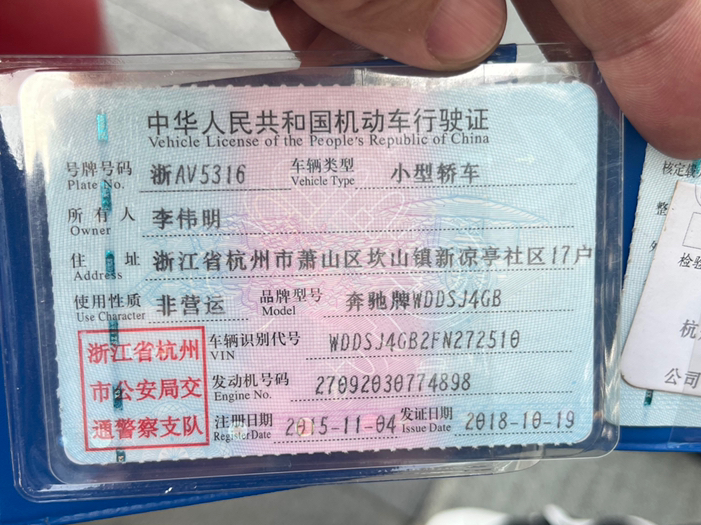 中华人民共和国机动车行驶证
Vehicle License of the People's Republic of China
号牌号码 浙AV5316 车辆类型 小型轿车
Plate No. Vehicle Type
所有人 李伟明
Owner
住址 浙江省杭州市萧山区坎山镇新凉亭社区17户
Address
使用性质 非营运 品牌型号 奔驰牌WDDSJ4GB
Use Character Model
浙江省杭州
市公安局交
通警察支队
车辆识别代号 WDDSJ4GB2FN272510
VIN
发动机号码 27092030774898
Engine No.
注册日期 2015-11-04 发证日期 2018-10-19
Register Date Issue Date
核定
整
检验
杭
公司